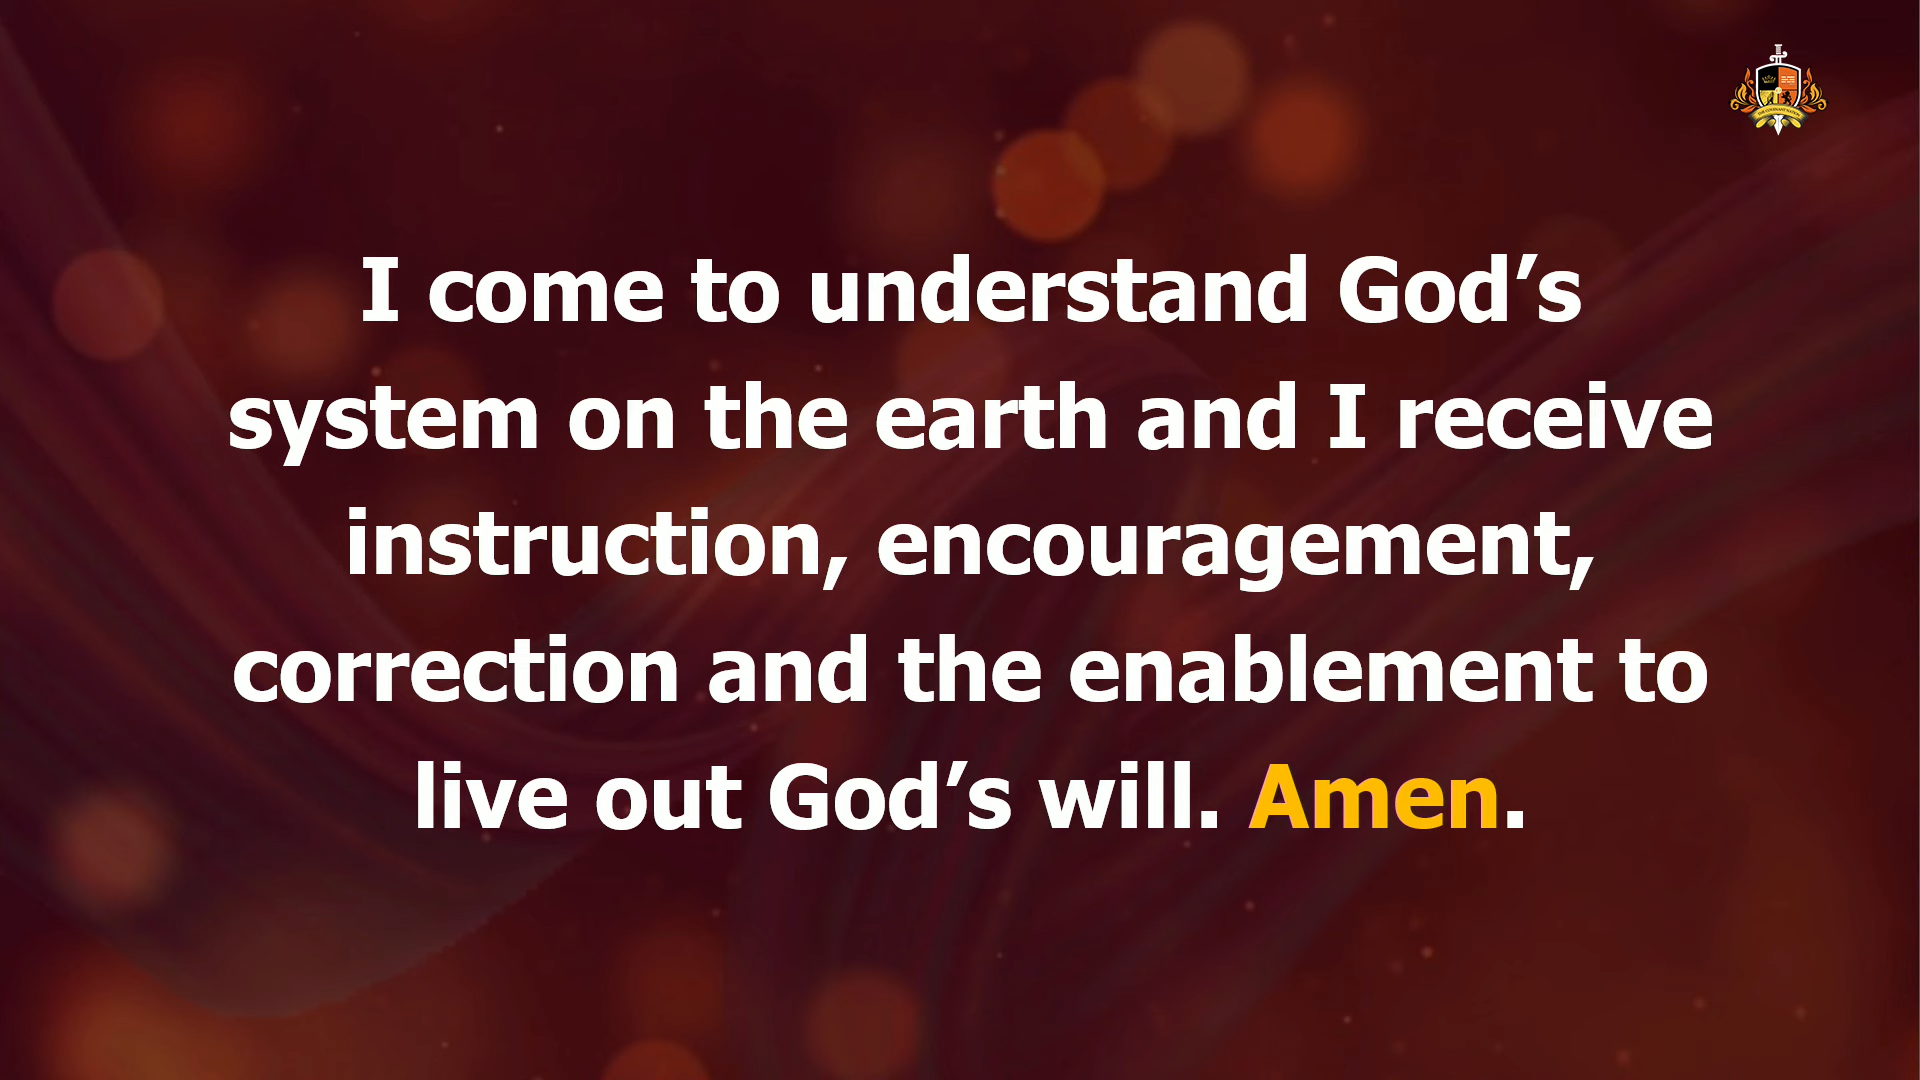 I come to understand God’s
system on the earth and I receive
instruction, encouragement,
correction and the enablement to
live out God’s will. Amen.